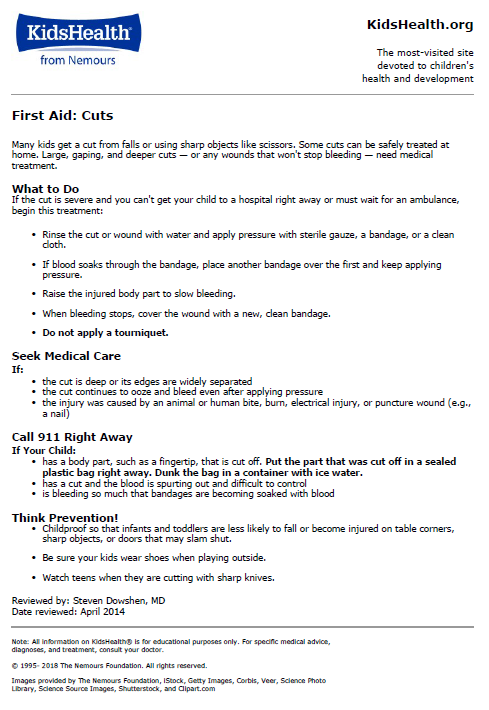 KidsHealth®
from Nemours
KidsHealth.org
The most-visited site
devoted to children's
health and development
First Aid: Cuts
Many kids get a cut from falls or using sharp objects like scissors. Some cuts can be safely treated at
home. Large, gaping, and deeper cuts — or any wounds that won't stop bleeding — need medical
treatment.
What to Do
If the cut is severe and you can't get your child to a hospital right away or must wait for an ambulance,
begin this treatment:
• Rinse the cut or wound with water and apply pressure with sterile gauze, a bandage, or a clean
cloth.
• If blood soaks through the bandage, place another bandage over the first and keep applying
pressure.
• Raise the injured body part to slow bleeding.
• When bleeding stops, cover the wound with a new, clean bandage.
• Do not apply a tourniquet.
Seek Medical Care
If:
• the cut is deep or its edges are widely separated
• the cut continues to ooze and bleed even after applying pressure
• the injury was caused by an animal or human bite, burn, electrical injury, or puncture wound (e.g.,
a nail)
Call 911 Right Away
If Your Child:
• has a body part, such as a fingertip, that is cut off. Put the part that was cut off in a sealed
plastic bag right away. Dunk the bag in a container with ice water.
• has a cut and the blood is spurting out and difficult to control
• is bleeding so much that bandages are becoming soaked with blood
Think Prevention!
• Childproof so that infants and toddlers are less likely to fall or become injured on table corners,
sharp objects, or doors that may slam shut.
• Be sure your kids wear shoes when playing outside.
• Watch teens when they are cutting with sharp knives.
Reviewed by: Steven Dowshen, MD
Date reviewed: April 2014
Note: All information on KidsHealth® is for educational purposes only. For specific medical advice,
diagnoses, and treatment, consult your doctor.
© 1995- 2018 The Nemours Foundation. All rights reserved.
Images provided by The Nemours Foundation, iStock, Getty Images, Corbis, Veer, Science Photo
Library, Science Source Images, Shutterstock, and Clipart.com